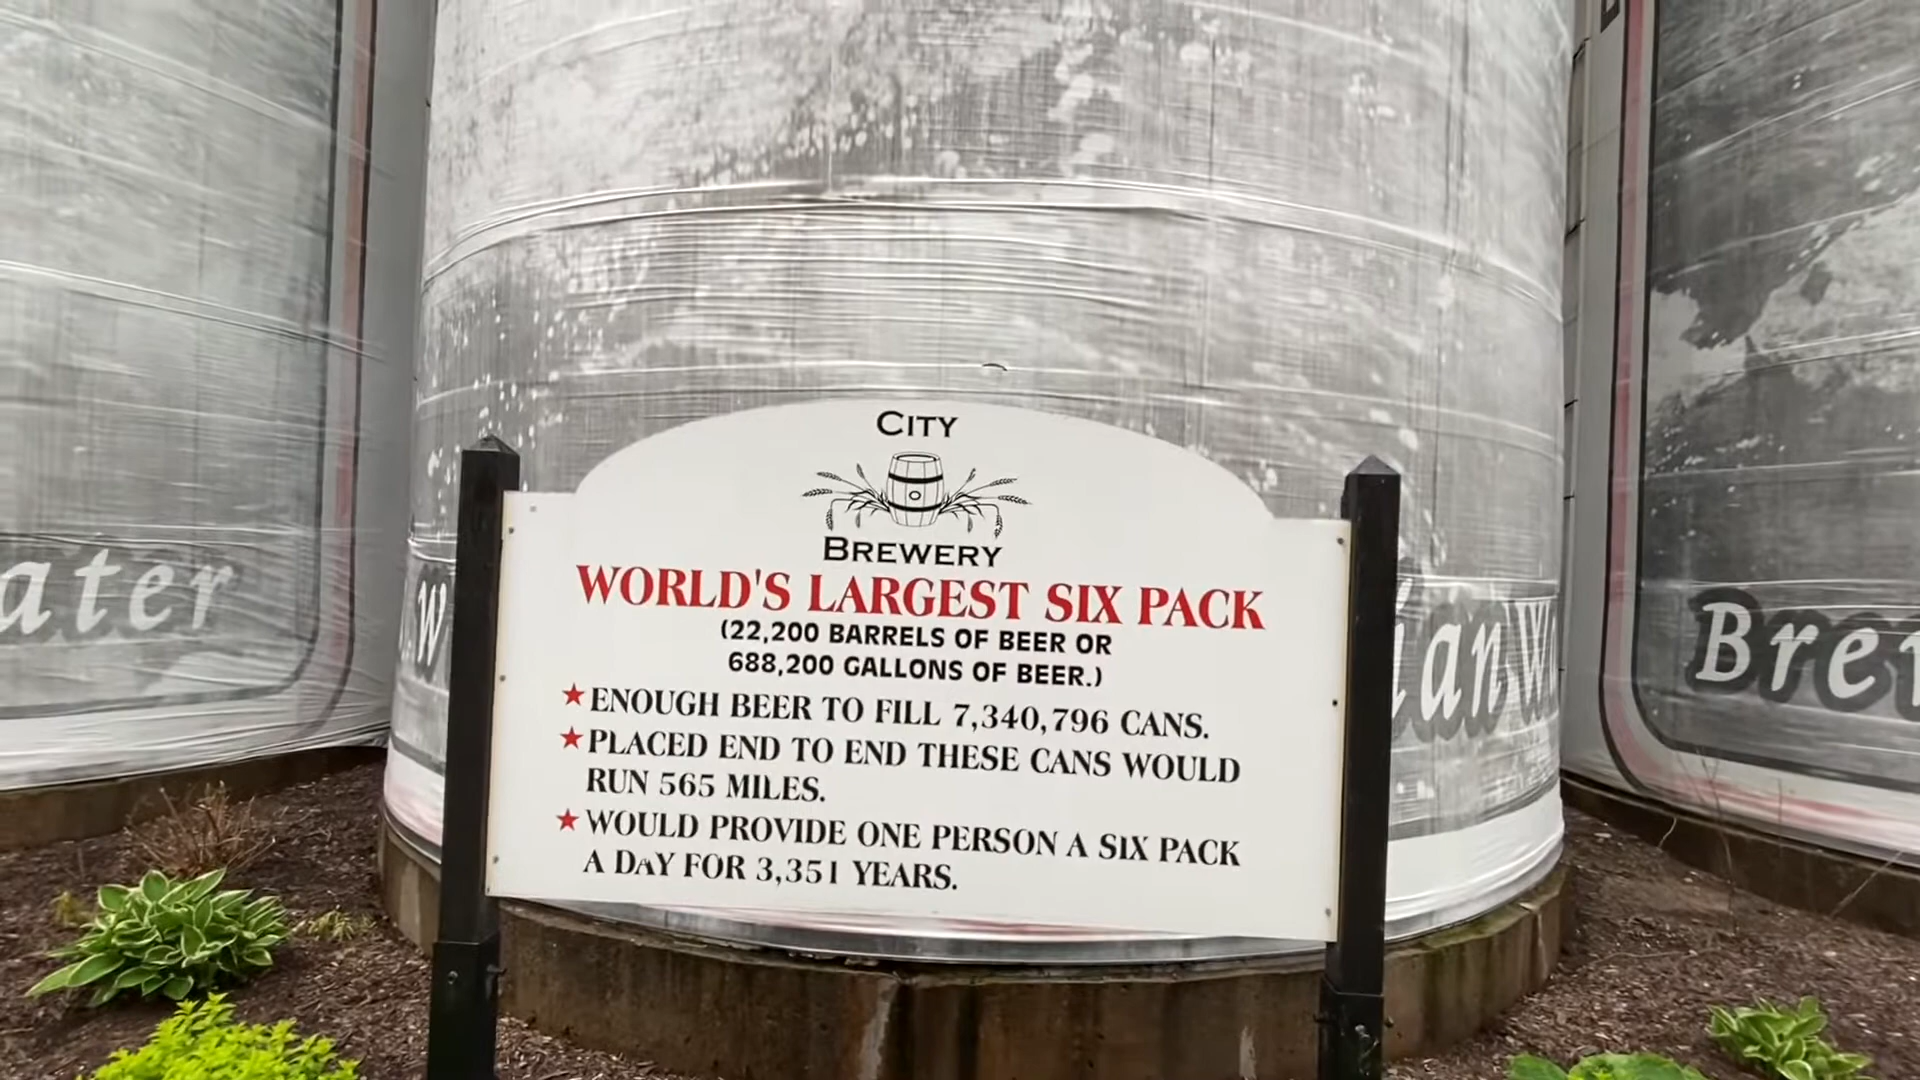 CITY
BREWERY
WORLD'S LARGEST SIX PACK
(22,200 BARRELS OF BEER OR
688,200 GALLONS OF BEER.)
★ ENOUGH BEER TO FILL 7,340,796 CANS.
★ PLACED END TO END THESE CANS WOULD
RUN 565 MILES.
★ WOULD PROVIDE ONE PERSON A SIX PACK
A DAY FOR 3,351 YEARS.
ater
Brew